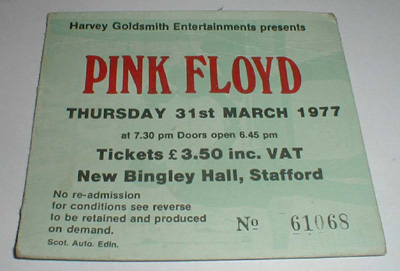 Harvey Goldsmith Entertainments presents
PINK FLOYD
THURSDAY 31st MARCH 1977
at 7.30 pm Doors open 6.45 pm
Tickets £3.50 inc. VAT
New Bingley Hall, Stafford
No re-admission
for conditions see reverse
to be retained and produced
on demand.
Nº 61068
Scot. Auto. Edin.